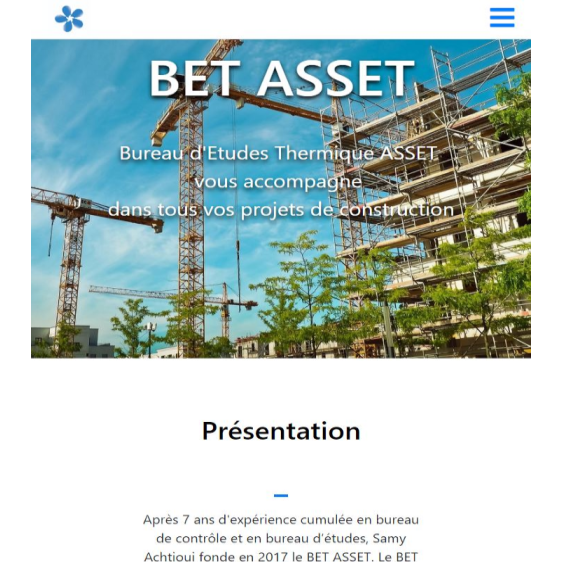 BET ASSET
Bureau d'Etudes Thermique ASSET
vous accompagne
dans tous vos projets de construction
Présentation
Après 7 ans d'expérience cumulée en bureau
de contrôle et en bureau d'études, Samy
Achtioui fonde en 2017 le BET ASSET. Le BET